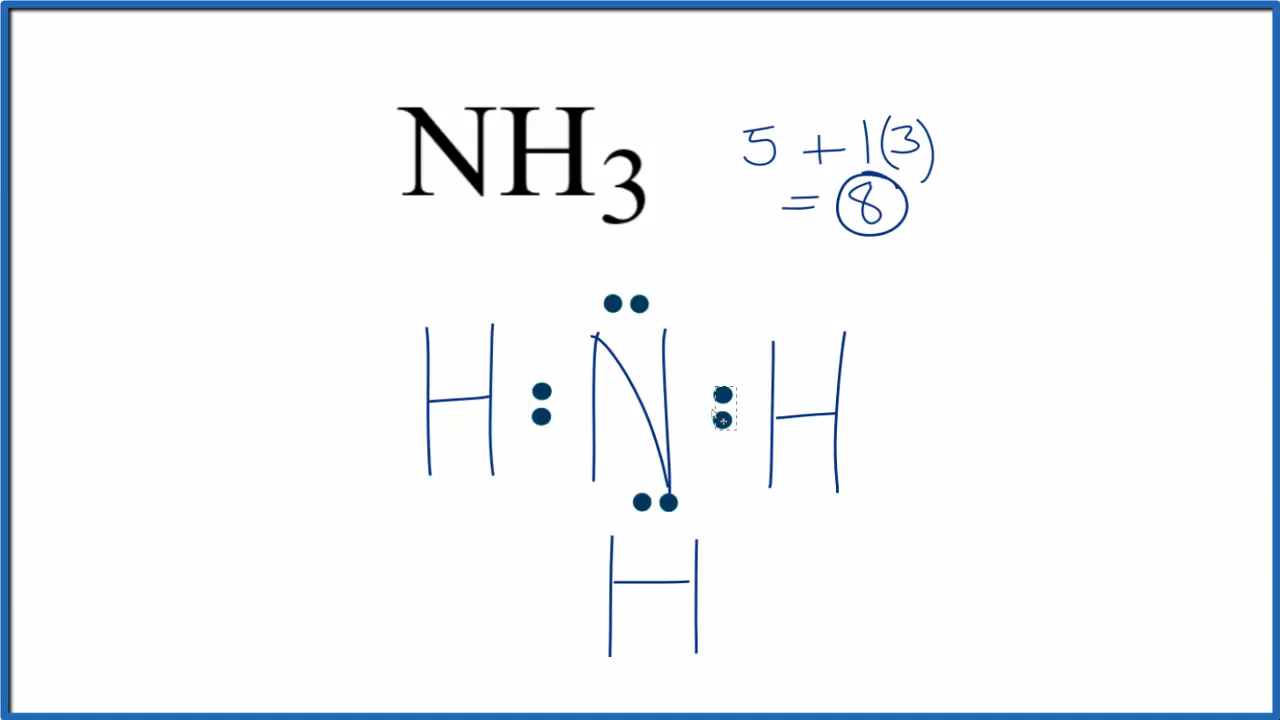 NH₃
5 + 1(3)
= 8
H : N : H
H